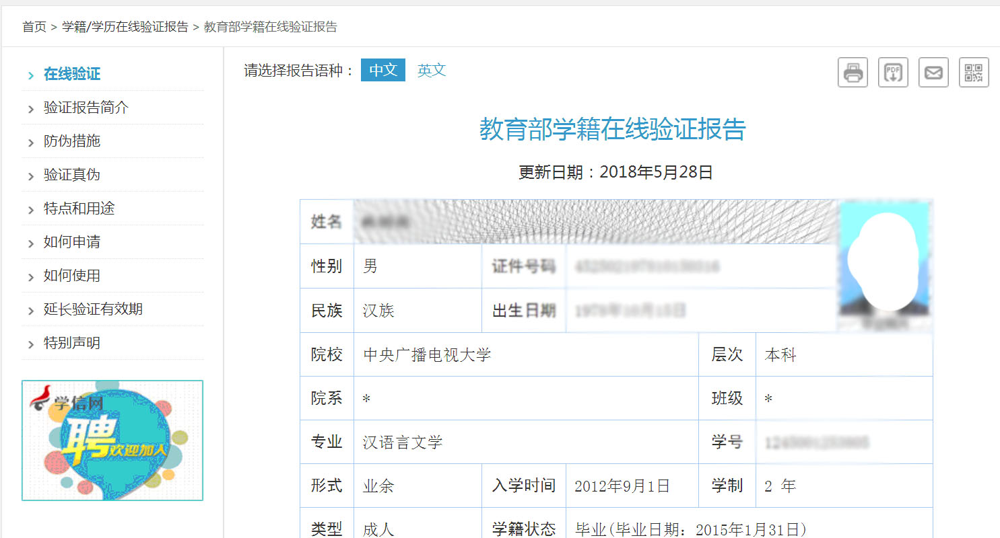 首页 > 学籍/学历在线验证报告 > 教育部学籍在线验证报告
在线验证
验证报告简介
防伪措施
验证真伪
特点和用途
如何申请
如何使用
延长验证有效期
特别声明
学信网
聘
欢迎加入
请选择报告语种： 中文 英文
PDF
教育部学籍在线验证报告
更新日期：2018年5月28日
姓名
性别 男 证件号码
民族 汉族 出生日期
院校 中央广播电视大学 层次 本科
院系 * 班级 *
专业 汉语言文学 学号
形式 业余 入学时间 2012年9月1日 学制 2 年
类型 成人 学籍状态 毕业(毕业日期: 2015年1月31日)